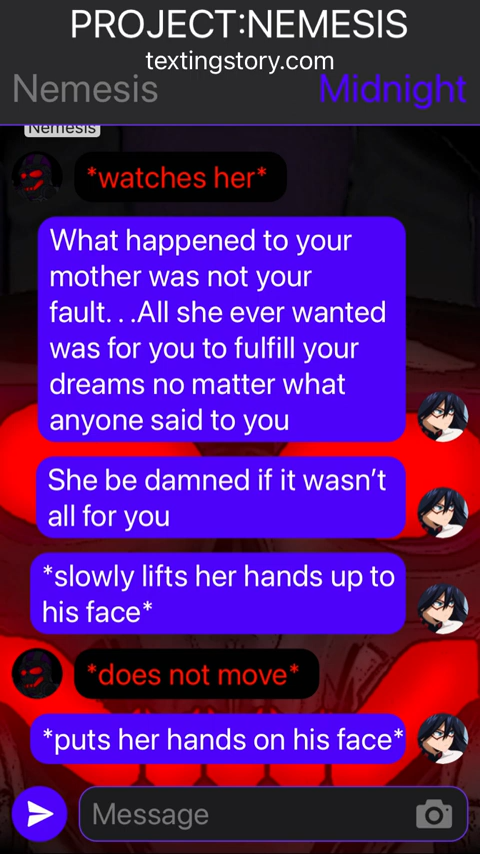 PROJECT:NEMESIS
textingstory.com
Nemesis
Midnight
Nemesis
*watches her*
What happened to your
mother was not your
fault. . .All she ever wanted
was for you to fulfill your
dreams no matter what
anyone said to you
She be damned if it wasn’t
all for you
*slowly lifts her hands up to
his face*
*does not move*
*puts her hands on his face*
Message